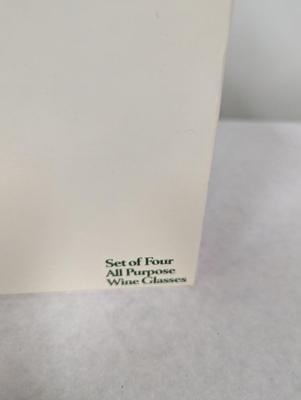 Set of Four
All Purpose
Wine Glasses